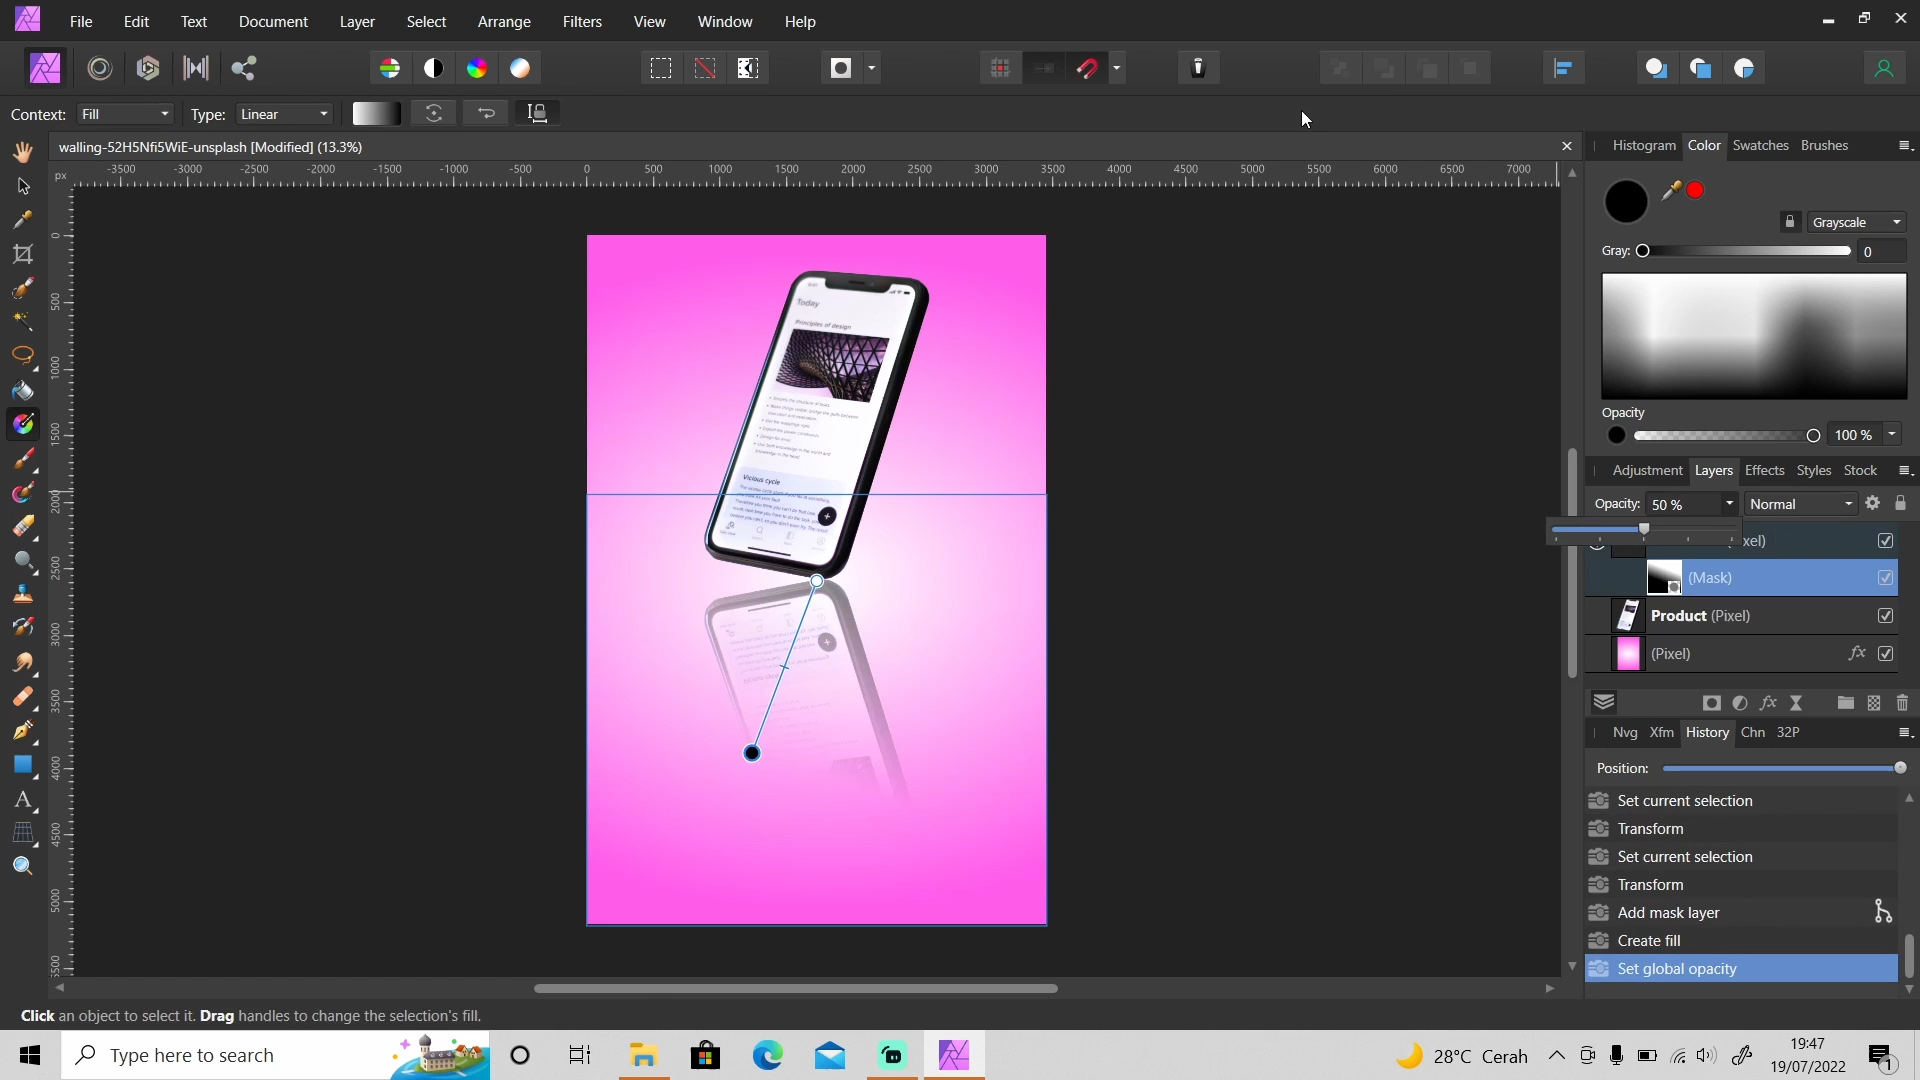 File Edit Text Document Layer Select Arrange Filters View Window Help
Context: Fill Type: Linear
walling-52H5Nfi5WiE-unsplash [Modified] (13.3%)
px -3500 -3000 -2500 -2000 -1500 -1000 -500 0 500 1000 1500 2000 2500 3000 3500 4000 4500 5000 5500 6000 6500 7000
0
500
1000
1500
2000
2500
3000
3500
4000
4500
5000
Today
Principles of design
Vicious cycle
Histogram Color Swatches Brushes
Grayscale
Gray: 0
Opacity
100 %
Adjustment Layers Effects Styles Stock
Opacity: 50 % Normal
(Mask)
Product (Pixel)
(Pixel) fx
fx
Nvg Xfm History Chn 32P
Position:
Set current selection
Transform
Set current selection
Transform
Add mask layer
Create fill
Set global opacity
Click an object to select it. Drag handles to change the selection's fill.
Type here to search
28°C Cerah
19:47
19/07/2022
1